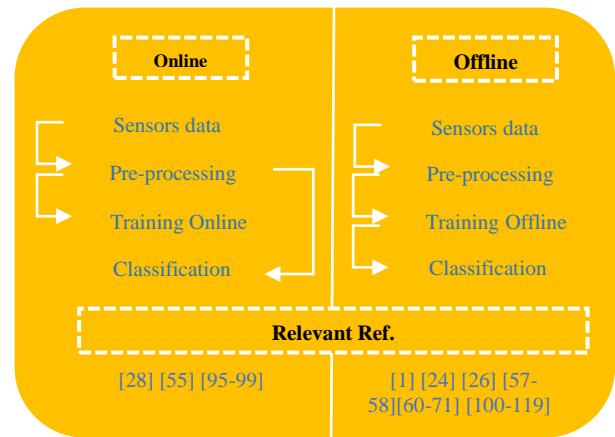 Online
Sensors data
Pre-processing
Training Online
Classification
Offline
Sensors data
Pre-processing
Training Offline
Classification
Relevant Ref.
[28] [55] [95-99]
[1] [24] [26] [57-
58][60-71] [100-119]